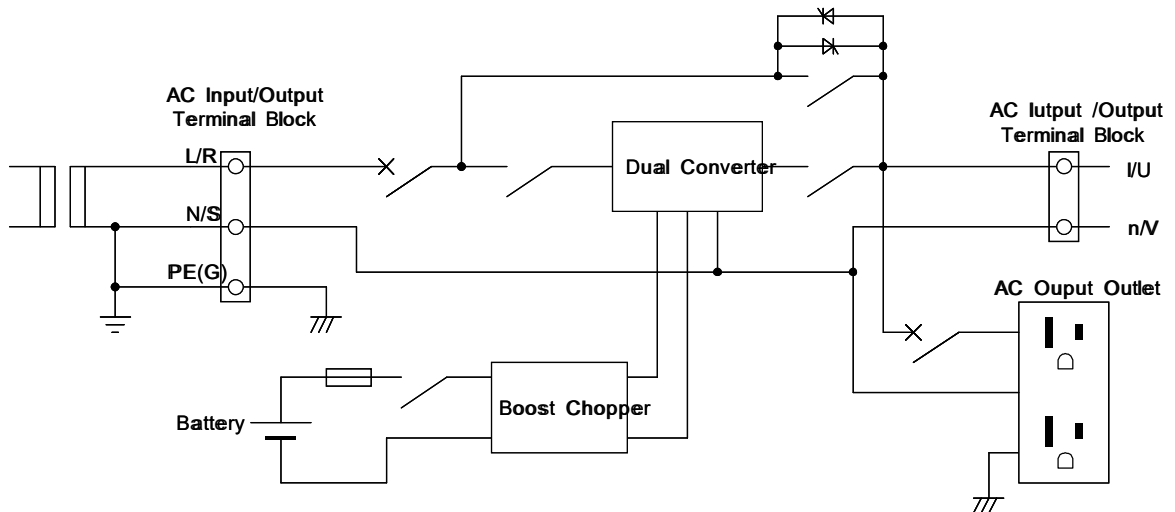 AC Input/Output
Terminal Block
L/R
N/S
PE(G)
Dual Converter
AC Iutput /Output
Terminal Block
I/U
n/V
AC Ouput Outlet
Battery
Boost Chopper